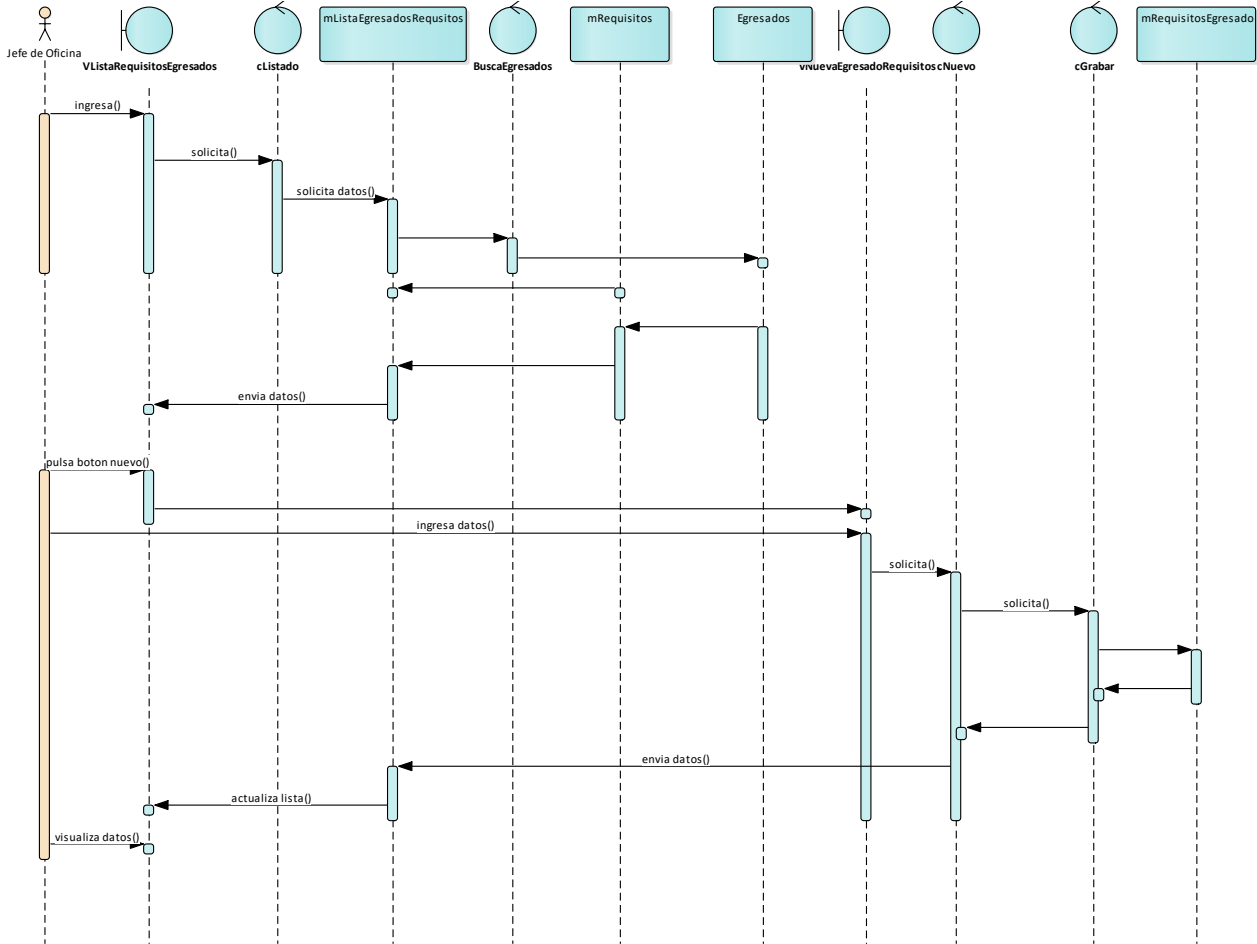 mListaEgresadosRequsitos
mRequisitos
Egresados
mRequisitosEgresado
Jefe de Oficina
VListaRequisitosEgresados
cListado
BuscaEgresados
vNuevaEgresadoRequisitos
cNuevo
cGrabar
ingresa()
solicita()
solicita datos()
envia datos()
pulsa boton nuevo()
ingresa datos()
solicita()
solicita()
envia datos()
actualiza lista()
visualiza datos()